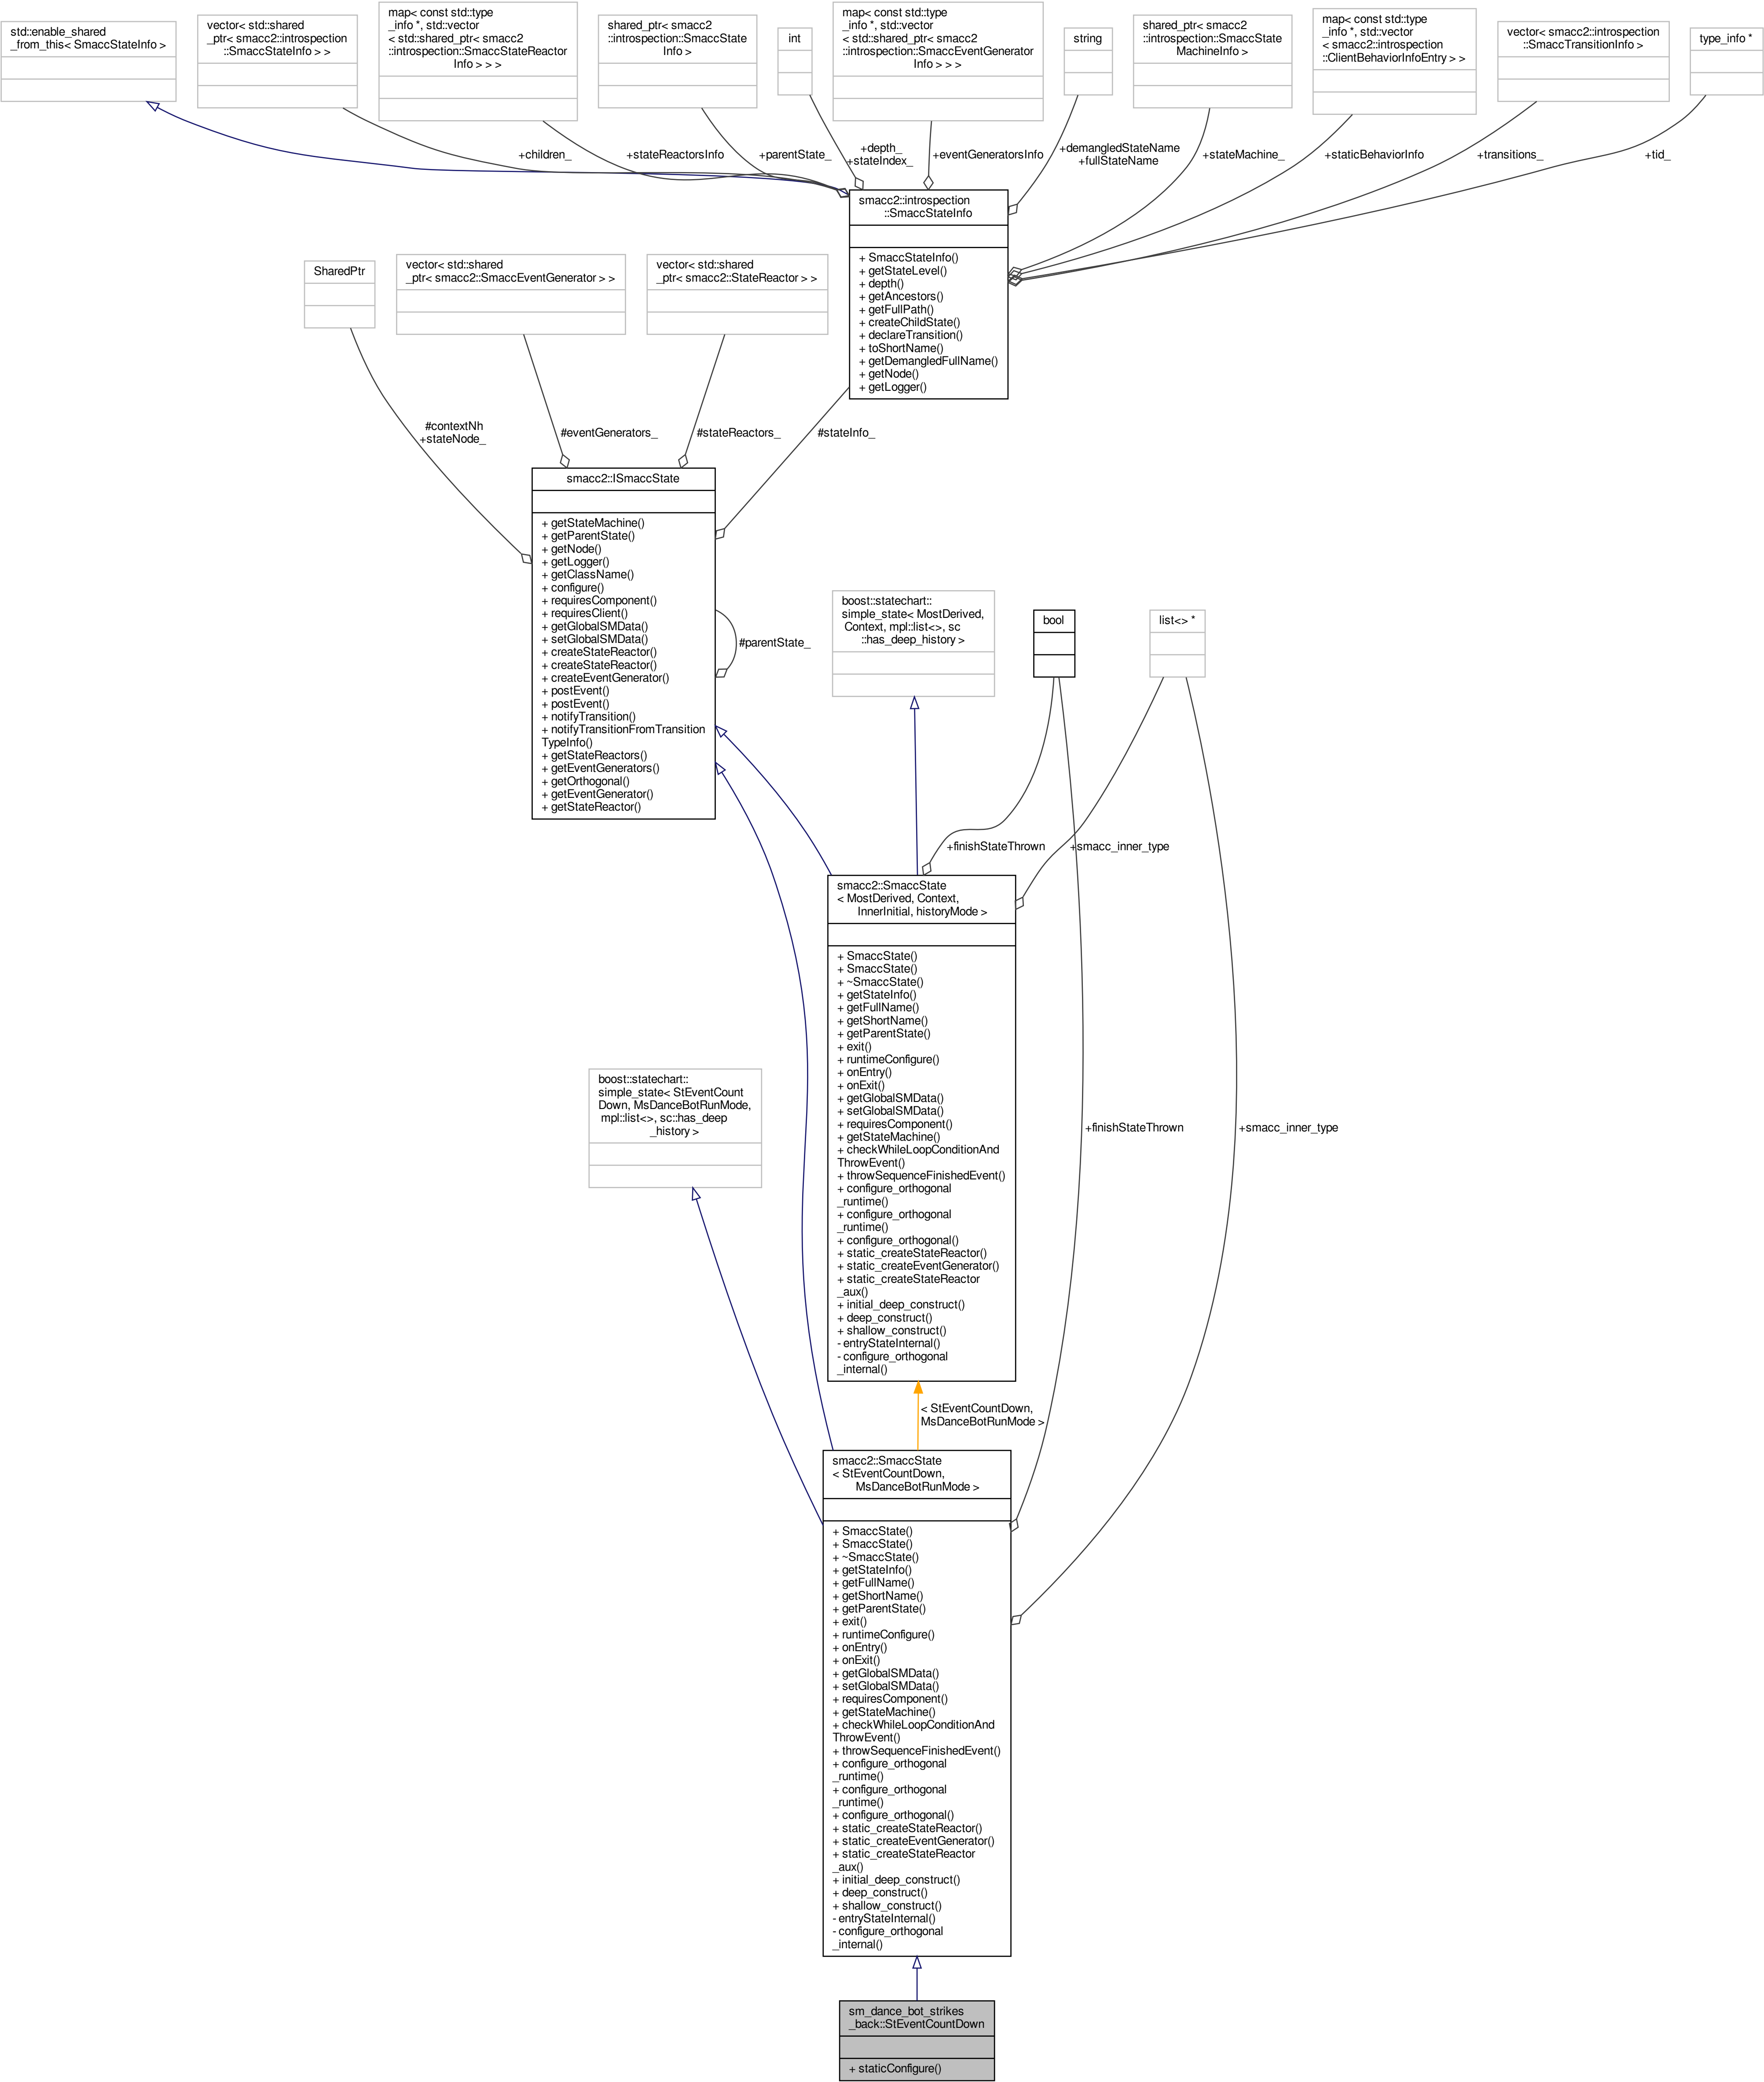 std::enable_shared
_from_this< SmaccStateInfo >
vector< std::shared
_ptr< smacc2::introspection
::SmaccStateInfo > >
map< const std::type
_info *, std::vector
< std::shared_ptr< smacc2
::introspection::SmaccStateReactor
Info > > >
shared_ptr< smacc2
::introspection::SmaccState
Info >
int
map< const std::type
_info *, std::vector
< std::shared_ptr< smacc2
::introspection::SmaccEventGenerator
Info > > >
string
shared_ptr< smacc2
::introspection::SmaccState
MachineInfo >
map< const std::type
_info *, std::vector
< smacc2::introspection
::ClientBehaviorInfoEntry > >
vector< smacc2::introspection
::SmaccTransitionInfo >
type_info *
+children_
+stateReactorsInfo
+parentState_
+depth_
+stateIndex_
+eventGeneratorsInfo
+demangledStateName
+fullStateName
+stateMachine_
+staticBehaviorInfo
+transitions_
+tid_
smacc2::introspection
::SmaccStateInfo
+ SmaccStateInfo()
+ getStateLevel()
+ depth()
+ getAncestors()
+ getFullPath()
+ createChildState()
+ declareTransition()
+ toShortName()
+ getDemangledFullName()
+ getNode()
+ getLogger()
SharedPtr
vector< std::shared
_ptr< smacc2::SmaccEventGenerator > >
vector< std::shared
_ptr< smacc2::StateReactor > >
#contextNh
+stateNode_
#eventGenerators_
#stateReactors_
#stateInfo_
smacc2::ISmaccState
+ getStateMachine()
+ getParentState()
+ getNode()
+ getLogger()
+ getClassName()
+ configure()
+ requiresComponent()
+ requiresClient()
+ getGlobalSMData()
+ setGlobalSMData()
+ createStateReactor()
+ createStateReactor()
+ createEventGenerator()
+ postEvent()
+ postEvent()
+ notifyTransition()
+ notifyTransitionFromTransition
TypeInfo()
+ getStateReactors()
+ getEventGenerators()
+ getOrthogonal()
+ getEventGenerator()
+ getStateReactor()
#parentState_
boost::statechart::
simple_state< MostDerived,
Context, mpl::list<>, sc
::has_deep_history >
bool
list<> *
+finishStateThrown
+smacc_inner_type
smacc2::SmaccState
< MostDerived, Context,
InnerInitial, historyMode >
+ SmaccState()
+ SmaccState()
+ ~SmaccState()
+ getStateInfo()
+ getFullName()
+ getShortName()
+ getParentState()
+ exit()
+ runtimeConfigure()
+ onEntry()
+ onExit()
+ getGlobalSMData()
+ setGlobalSMData()
+ requiresComponent()
+ getStateMachine()
+ checkWhileLoopConditionAnd
ThrowEvent()
+ throwSequenceFinishedEvent()
+ configure_orthogonal
_runtime()
+ configure_orthogonal
_runtime()
+ configure_orthogonal()
+ static_createStateReactor()
+ static_createEventGenerator()
+ static_createStateReactor
_aux()
+ initial_deep_construct()
+ deep_construct()
+ shallow_construct()
- entryStateInternal()
- configure_orthogonal
_internal()
boost::statechart::
simple_state< StEventCount
Down, MsDanceBotRunMode,
mpl::list<>, sc::has_deep
_history >
+finishStateThrown
+smacc_inner_type
< StEventCountDown,
MsDanceBotRunMode >
smacc2::SmaccState
< StEventCountDown,
MsDanceBotRunMode >
+ SmaccState()
+ SmaccState()
+ ~SmaccState()
+ getStateInfo()
+ getFullName()
+ getShortName()
+ getParentState()
+ exit()
+ runtimeConfigure()
+ onEntry()
+ onExit()
+ getGlobalSMData()
+ setGlobalSMData()
+ requiresComponent()
+ getStateMachine()
+ checkWhileLoopConditionAnd
ThrowEvent()
+ throwSequenceFinishedEvent()
+ configure_orthogonal
_runtime()
+ configure_orthogonal
_runtime()
+ configure_orthogonal()
+ static_createStateReactor()
+ static_createEventGenerator()
+ static_createStateReactor
_aux()
+ initial_deep_construct()
+ deep_construct()
+ shallow_construct()
- entryStateInternal()
- configure_orthogonal
_internal()
sm_dance_bot_strikes
_back::StEventCountDown
+ staticConfigure()